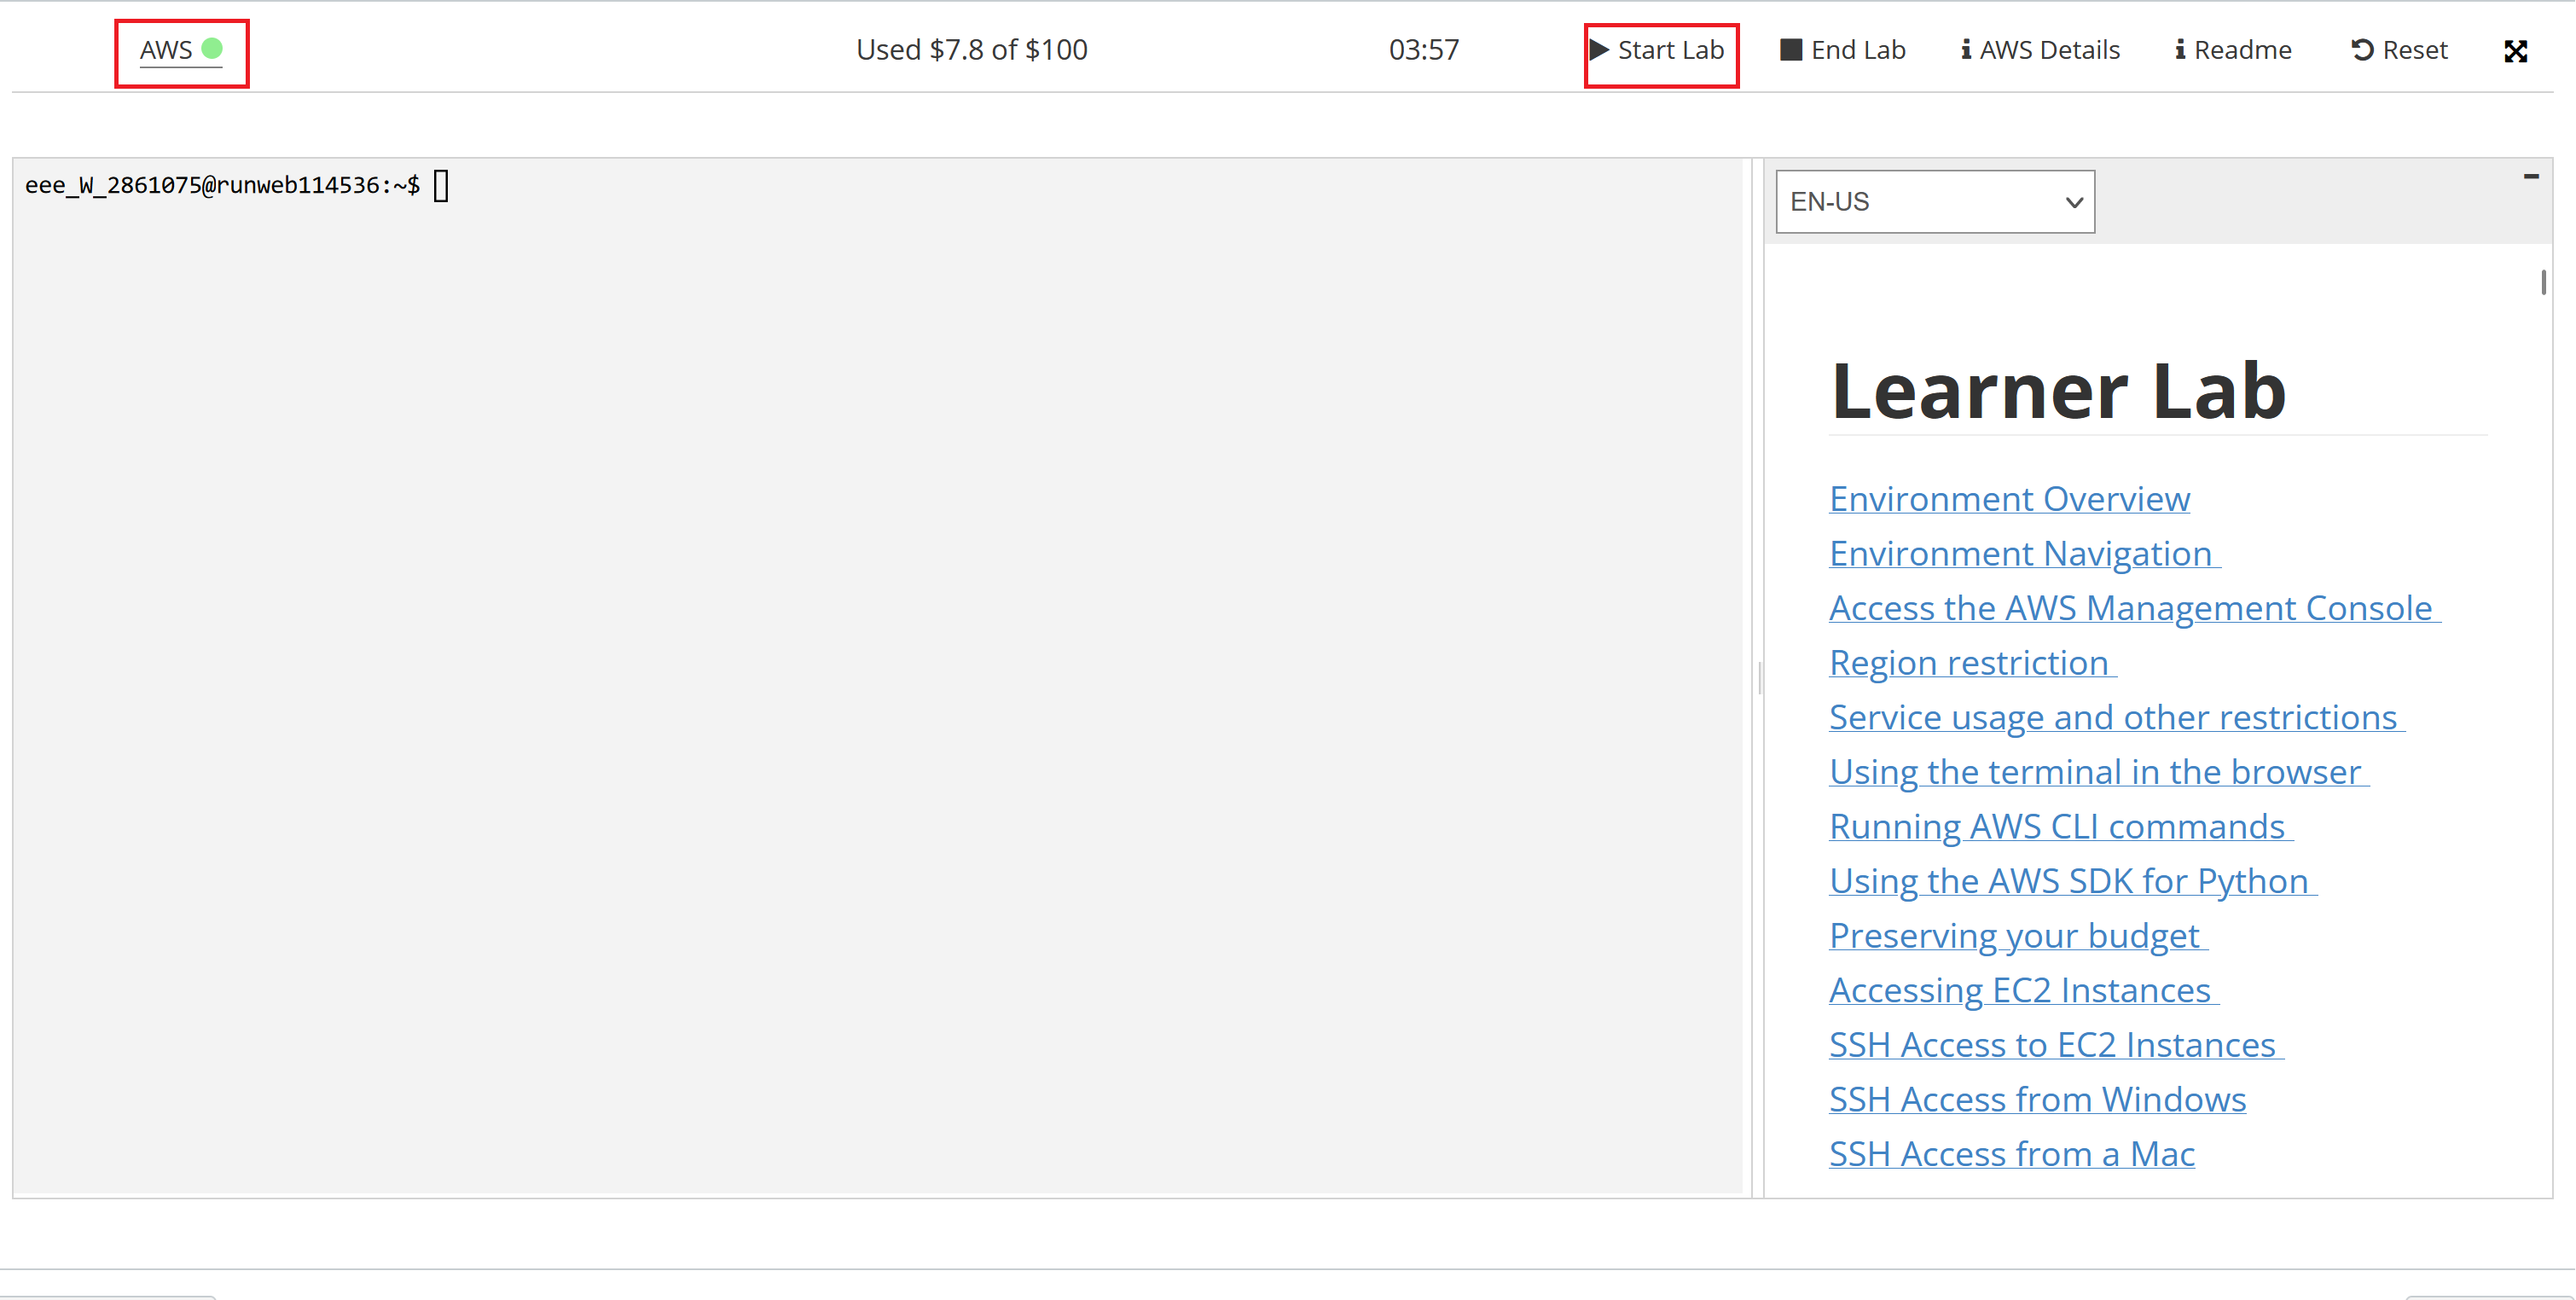 AWS
Used $7.8 of $100
03:57
Start Lab
End Lab
AWS Details
Readme
Reset
eee_W_2861075@runweb114536:~$
EN-US
Learner Lab
Environment Overview
Environment Navigation
Access the AWS Management Console
Region restriction
Service usage and other restrictions
Using the terminal in the browser
Running AWS CLI commands
Using the AWS SDK for Python
Preserving your budget
Accessing EC2 Instances
SSH Access to EC2 Instances
SSH Access from Windows
SSH Access from a Mac